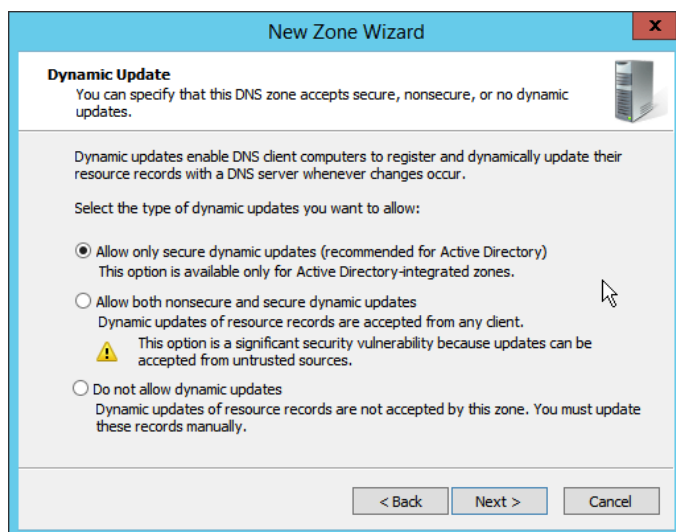 New Zone Wizard
x
Dynamic Update
You can specify that this DNS zone accepts secure, nonsecure, or no dynamic
updates.
Dynamic updates enable DNS client computers to register and dynamically update their
resource records with a DNS server whenever changes occur.
Select the type of dynamic updates you want to allow:
Allow only secure dynamic updates (recommended for Active Directory)
This option is available only for Active Directory-integrated zones.
Allow both nonsecure and secure dynamic updates
Dynamic updates of resource records are accepted from any client.
This option is a significant security vulnerability because updates can be
accepted from untrusted sources.
Do not allow dynamic updates
Dynamic updates of resource records are not accepted by this zone. You must update
these records manually.
< Back Next > Cancel